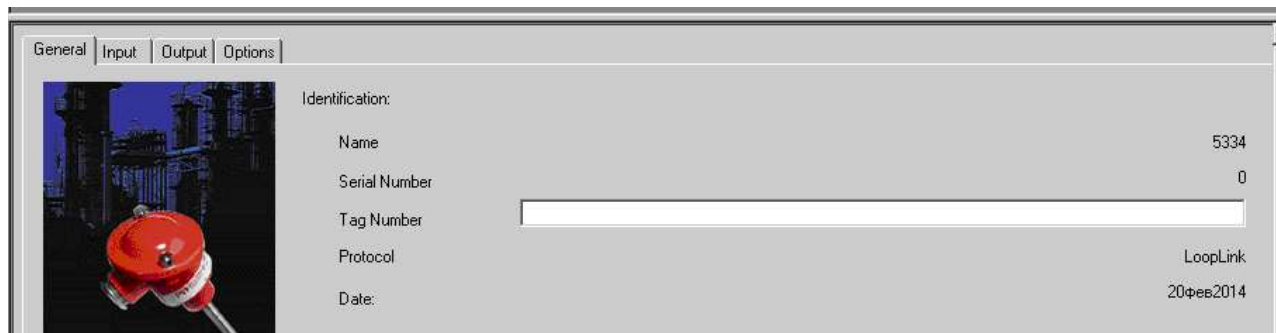 General Input Output Options
Identification:
Name 5334
Serial Number 0
Tag Number
Protocol LoopLink
Date: 20фев2014